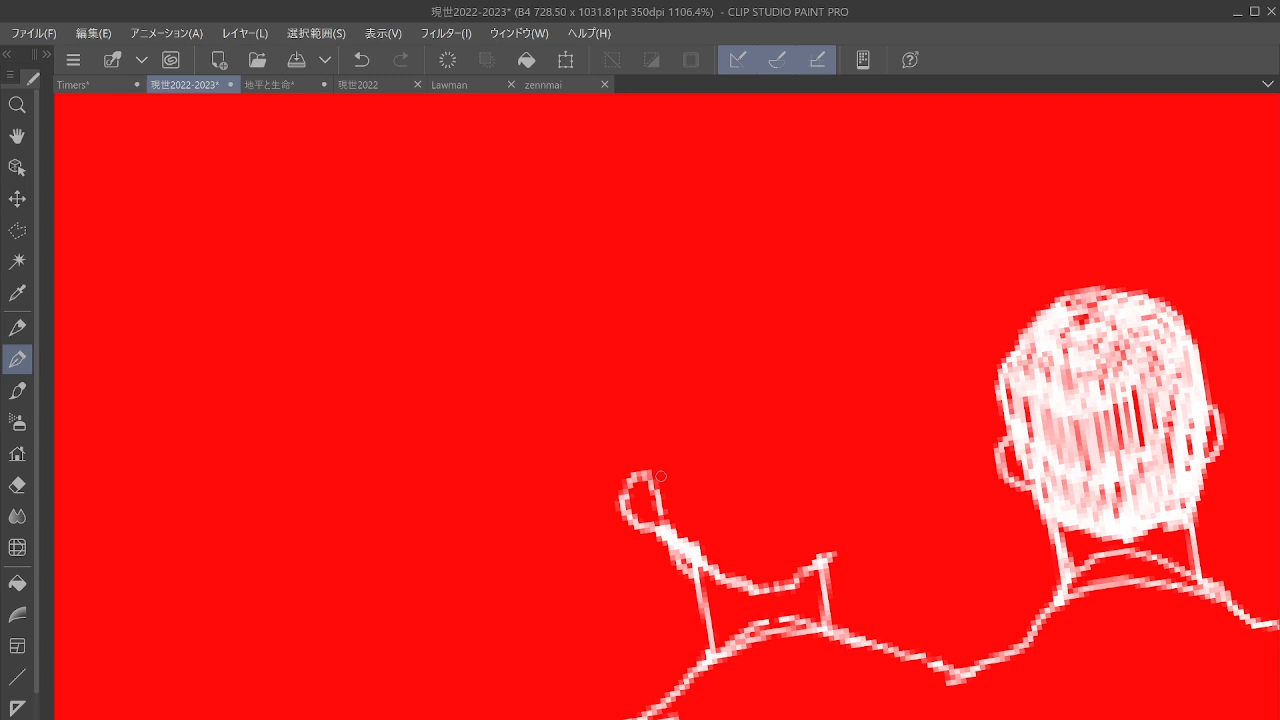 現世2022-2023* (B4 728.50 x 1031.81pt 350dpi 1106.4%) - CLIP STUDIO PAINT PRO
ファイル(F) 編集(E) アニメーション(A) レイヤー(L) 選択範囲(S) 表示(V) フィルター(I) ウィンドウ(W) ヘルプ(H)
Timers* 現世2022-2023* 地平と生命* 現世2022 Lawman zennmai